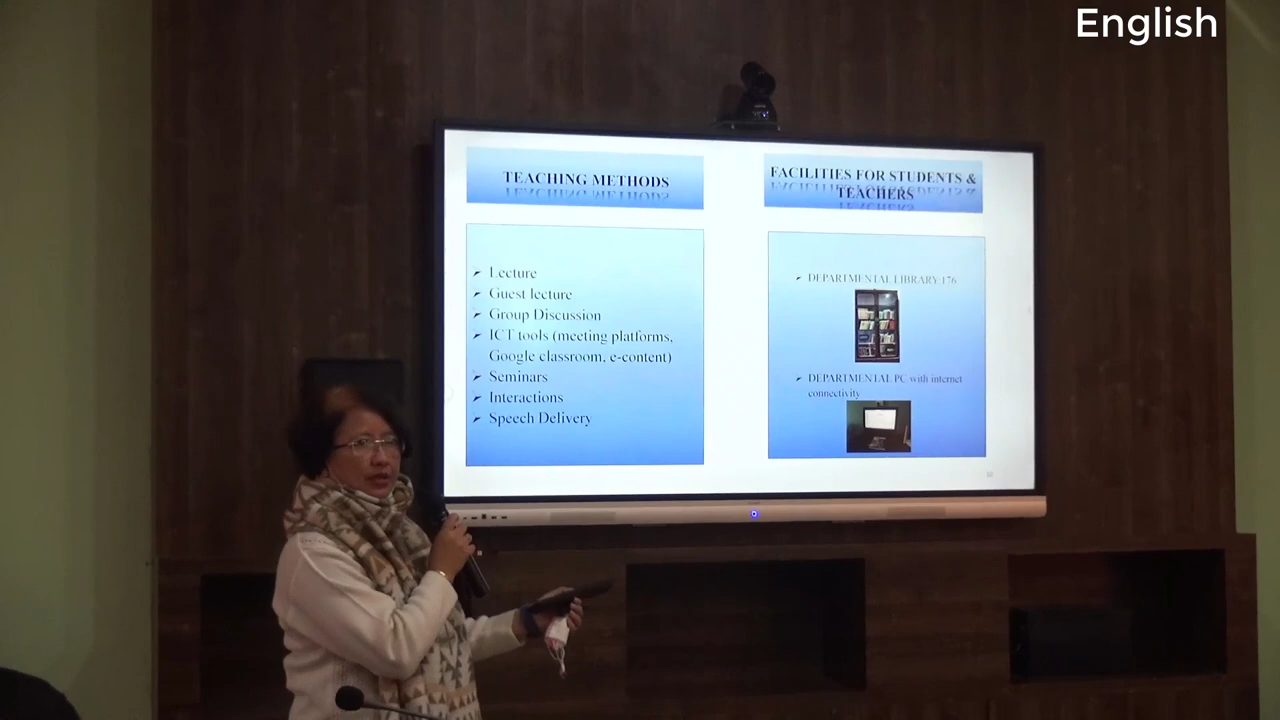 English
TEACHING METHODS
➢ Lecture
➢ Guest lecture
➢ Group Discussion
➢ ICT tools (meeting platforms,
Google classroom, e-content)
➢ Seminars
➢ Interactions
➢ Speech Delivery
FACILITIES FOR STUDENTS &
TEACHERS
➢ DEPARTMENTAL LIBRARY:176
➢ DEPARTMENTAL PC with internet
connectivity